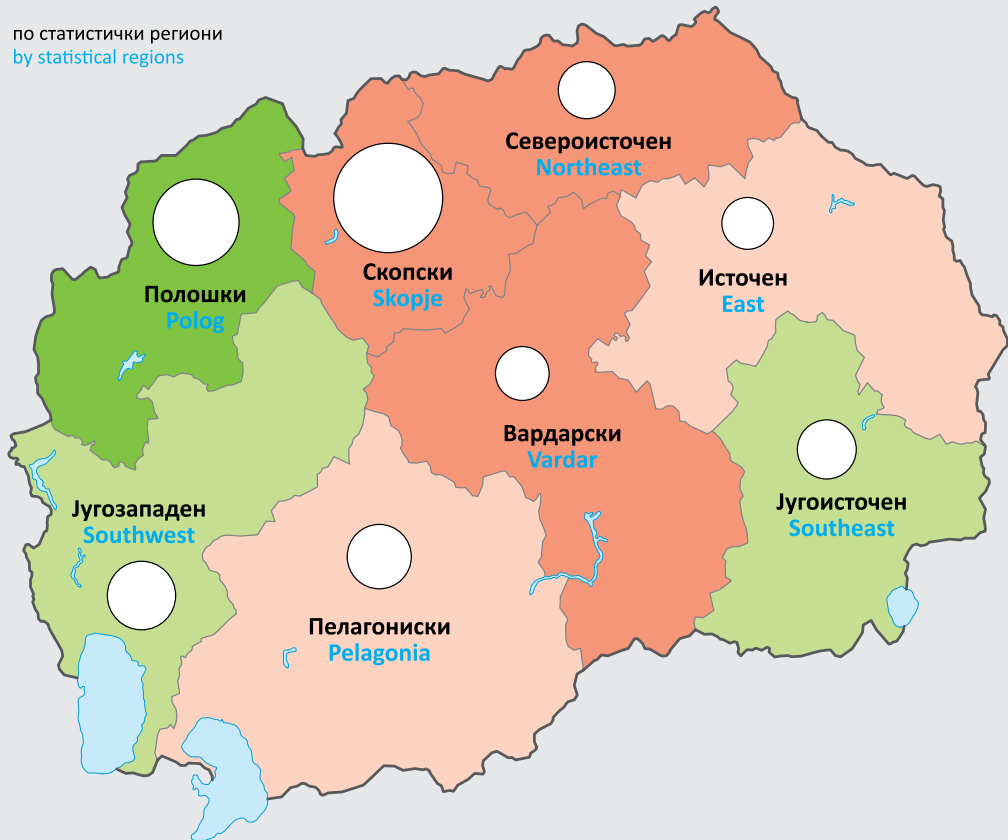 по статистички региони
by statistical regions
Североисточен
Northeast
Скопски
Skopje
Источен
East
Полошки
Polog
Вардарски
Vardar
Југозападен
Southwest
Југоисточен
Southeast
Пелагониски
Pelagonia